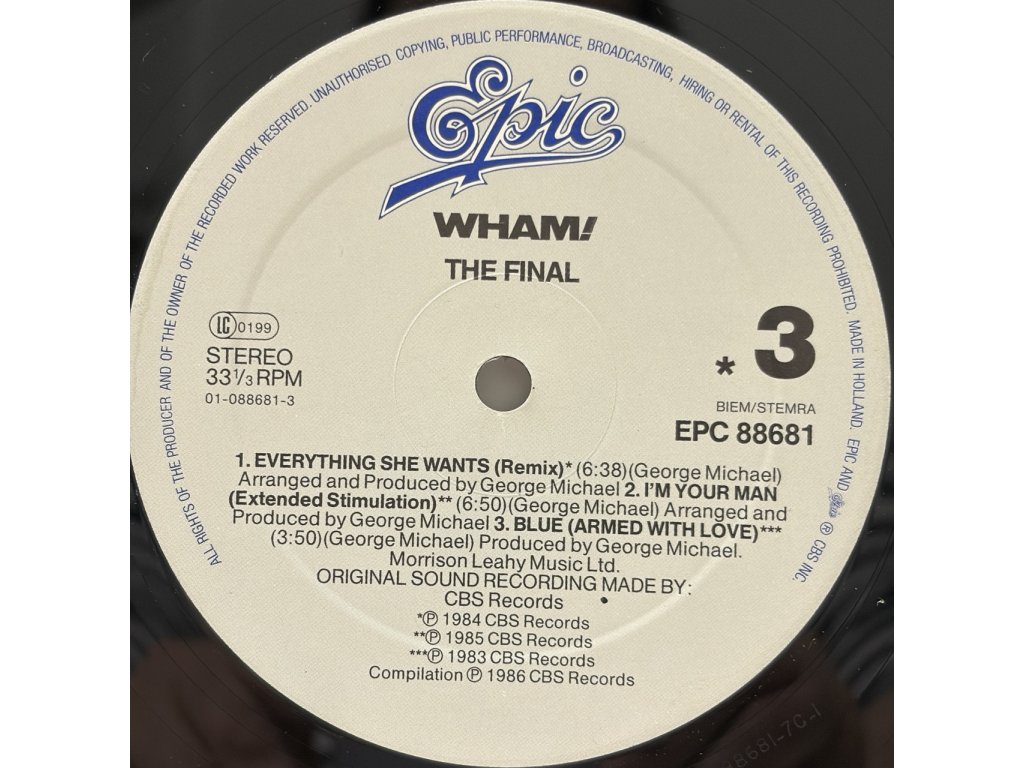 ALL RIGHTS OF THE PRODUCER AND OF THE OWNER OF THE RECORDED WORK RESERVED. UNAUTHORISED COPYING, PUBLIC PERFORMANCE, BROADCASTING, HIRING OR RENTAL OF THIS RECORDING PROHIBITED. MADE IN HOLLAND. EPIC AND Epic ® CBS INC.
Epic
WHAM!
THE FINAL
LC 0199
STEREO
33 1/3 RPM
01-088681-3
* 3
BIEM/STEMRA
EPC 88681
1. EVERYTHING SHE WANTS (Remix)* (6:38)(George Michael)
Arranged and Produced by George Michael 2. I'M YOUR MAN
(Extended Stimulation)** (6:50)(George Michael) Arranged and
Produced by George Michael 3. BLUE (ARMED WITH LOVE)***
(3:50)(George Michael) Produced by George Michael.
Morrison Leahy Music Ltd.
ORIGINAL SOUND RECORDING MADE BY:
CBS Records
*℗ 1984 CBS Records
**℗ 1985 CBS Records
***℗ 1983 CBS Records
Compilation ℗ 1986 CBS Records